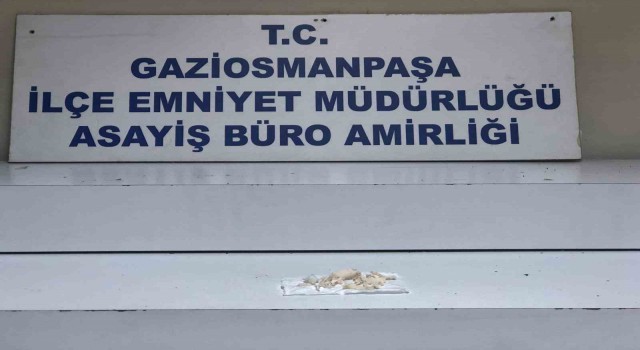 T.C.
GAZİOSMANPAŞA
İLÇE EMNİYET MÜDÜRLÜĞÜ
ASAYİŞ BÜRO AMİRLİĞİ